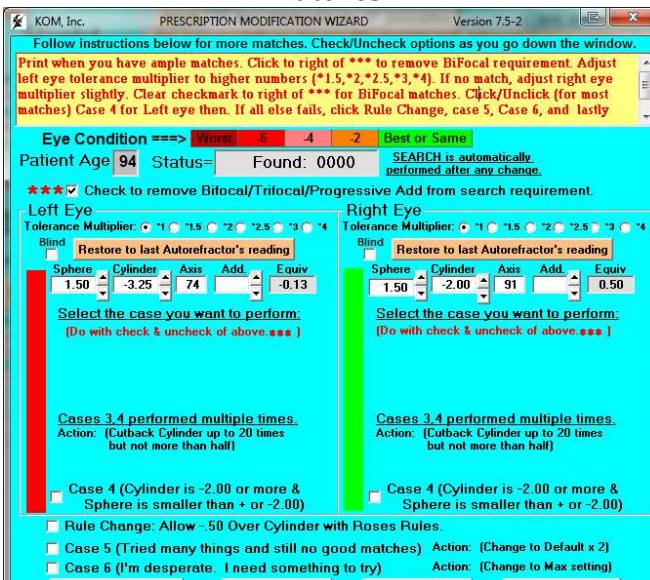 KOM, Inc. PRESCRIPTION MODIFICATION WIZARD Version 7.5-2
Follow instructions below for more matches. Check/Uncheck options as you go down the window.
Print when you have ample matches. Click to right of *** to remove BiFocal requirement. Adjust
left eye tolerance multiplier to higher numbers (*1.5,*2,*2.5,*3,*4). If no match, adjust right eye
multiplier slightly. Clear checkmark to right of *** for BiFocal matches. Click/Unclick (for most
matches) Case 4 for Left eye then. If all else fails, click Rule Change, case 5, Case 6, and lastly
Eye Condition ===> Worst -6 -4 -2 Best or Same
Patient Age 94 Status= Found: 0000 SEARCH is automatically
performed after any change.
*** Check to remove Bifocal/Trifocal/Progressive Add from search requirement.
Left Eye
Tolerance Multiplier: *1 *1.5 *2 *2.5 *3 *4
Blind Restore to last Autorefractor's reading
Sphere Cylinder Axis Add. Equiv
1.50 -3.25 74 -0.13
Select the case you want to perform:
(Do with check & uncheck of above.*** )
Cases 3,4 performed multiple times.
Action: (Cutback Cylinder up to 20 times
but not more than half)
Case 4 (Cylinder is -2.00 or more &
Sphere is smaller than + or -2.00)
Right Eye
Tolerance Multiplier: *1 *1.5 *2 *2.5 *3 *4
Blind Restore to last Autorefractor's reading
Sphere Cylinder Axis Add. Equiv
1.50 -2.00 91 0.50
Select the case you want to perform:
(Do with check & uncheck of above.*** )
Cases 3,4 performed multiple times.
Action: (Cutback Cylinder up to 20 times
but not more than half)
Case 4 (Cylinder is -2.00 or more &
Sphere is smaller than + or -2.00)
Rule Change: Allow -.50 Over Cylinder with Roses Rules.
Case 5 (Tried many things and still no good matches) Action: (Change to Default x 2)
Case 6 (I'm desperate. I need something to try) Action: (Change to Max setting)